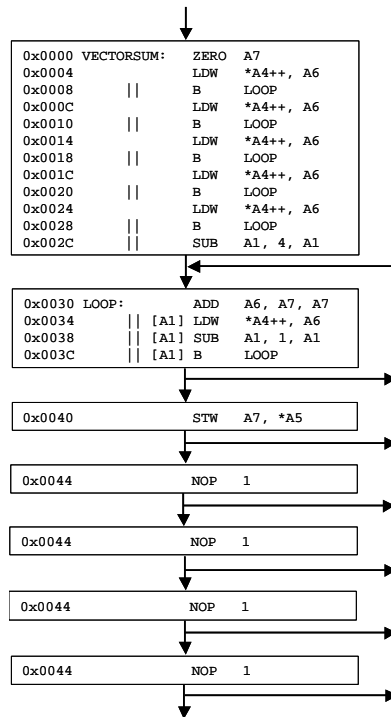 0x0000 VECTORSUM: ZERO A7
0x0004 LDW *A4++, A6
0x0008 || B LOOP
0x000C LDW *A4++, A6
0x0010 || B LOOP
0x0014 LDW *A4++, A6
0x0018 || B LOOP
0x001C LDW *A4++, A6
0x0020 || B LOOP
0x0024 LDW *A4++, A6
0x0028 || B LOOP
0x002C || SUB A1, 4, A1
0x0030 LOOP: ADD A6, A7, A7
0x0034 || [A1] LDW *A4++, A6
0x0038 || [A1] SUB A1, 1, A1
0x003C || [A1] B LOOP
0x0040 STW A7, *A5
0x0044 NOP 1
0x0044 NOP 1
0x0044 NOP 1
0x0044 NOP 1